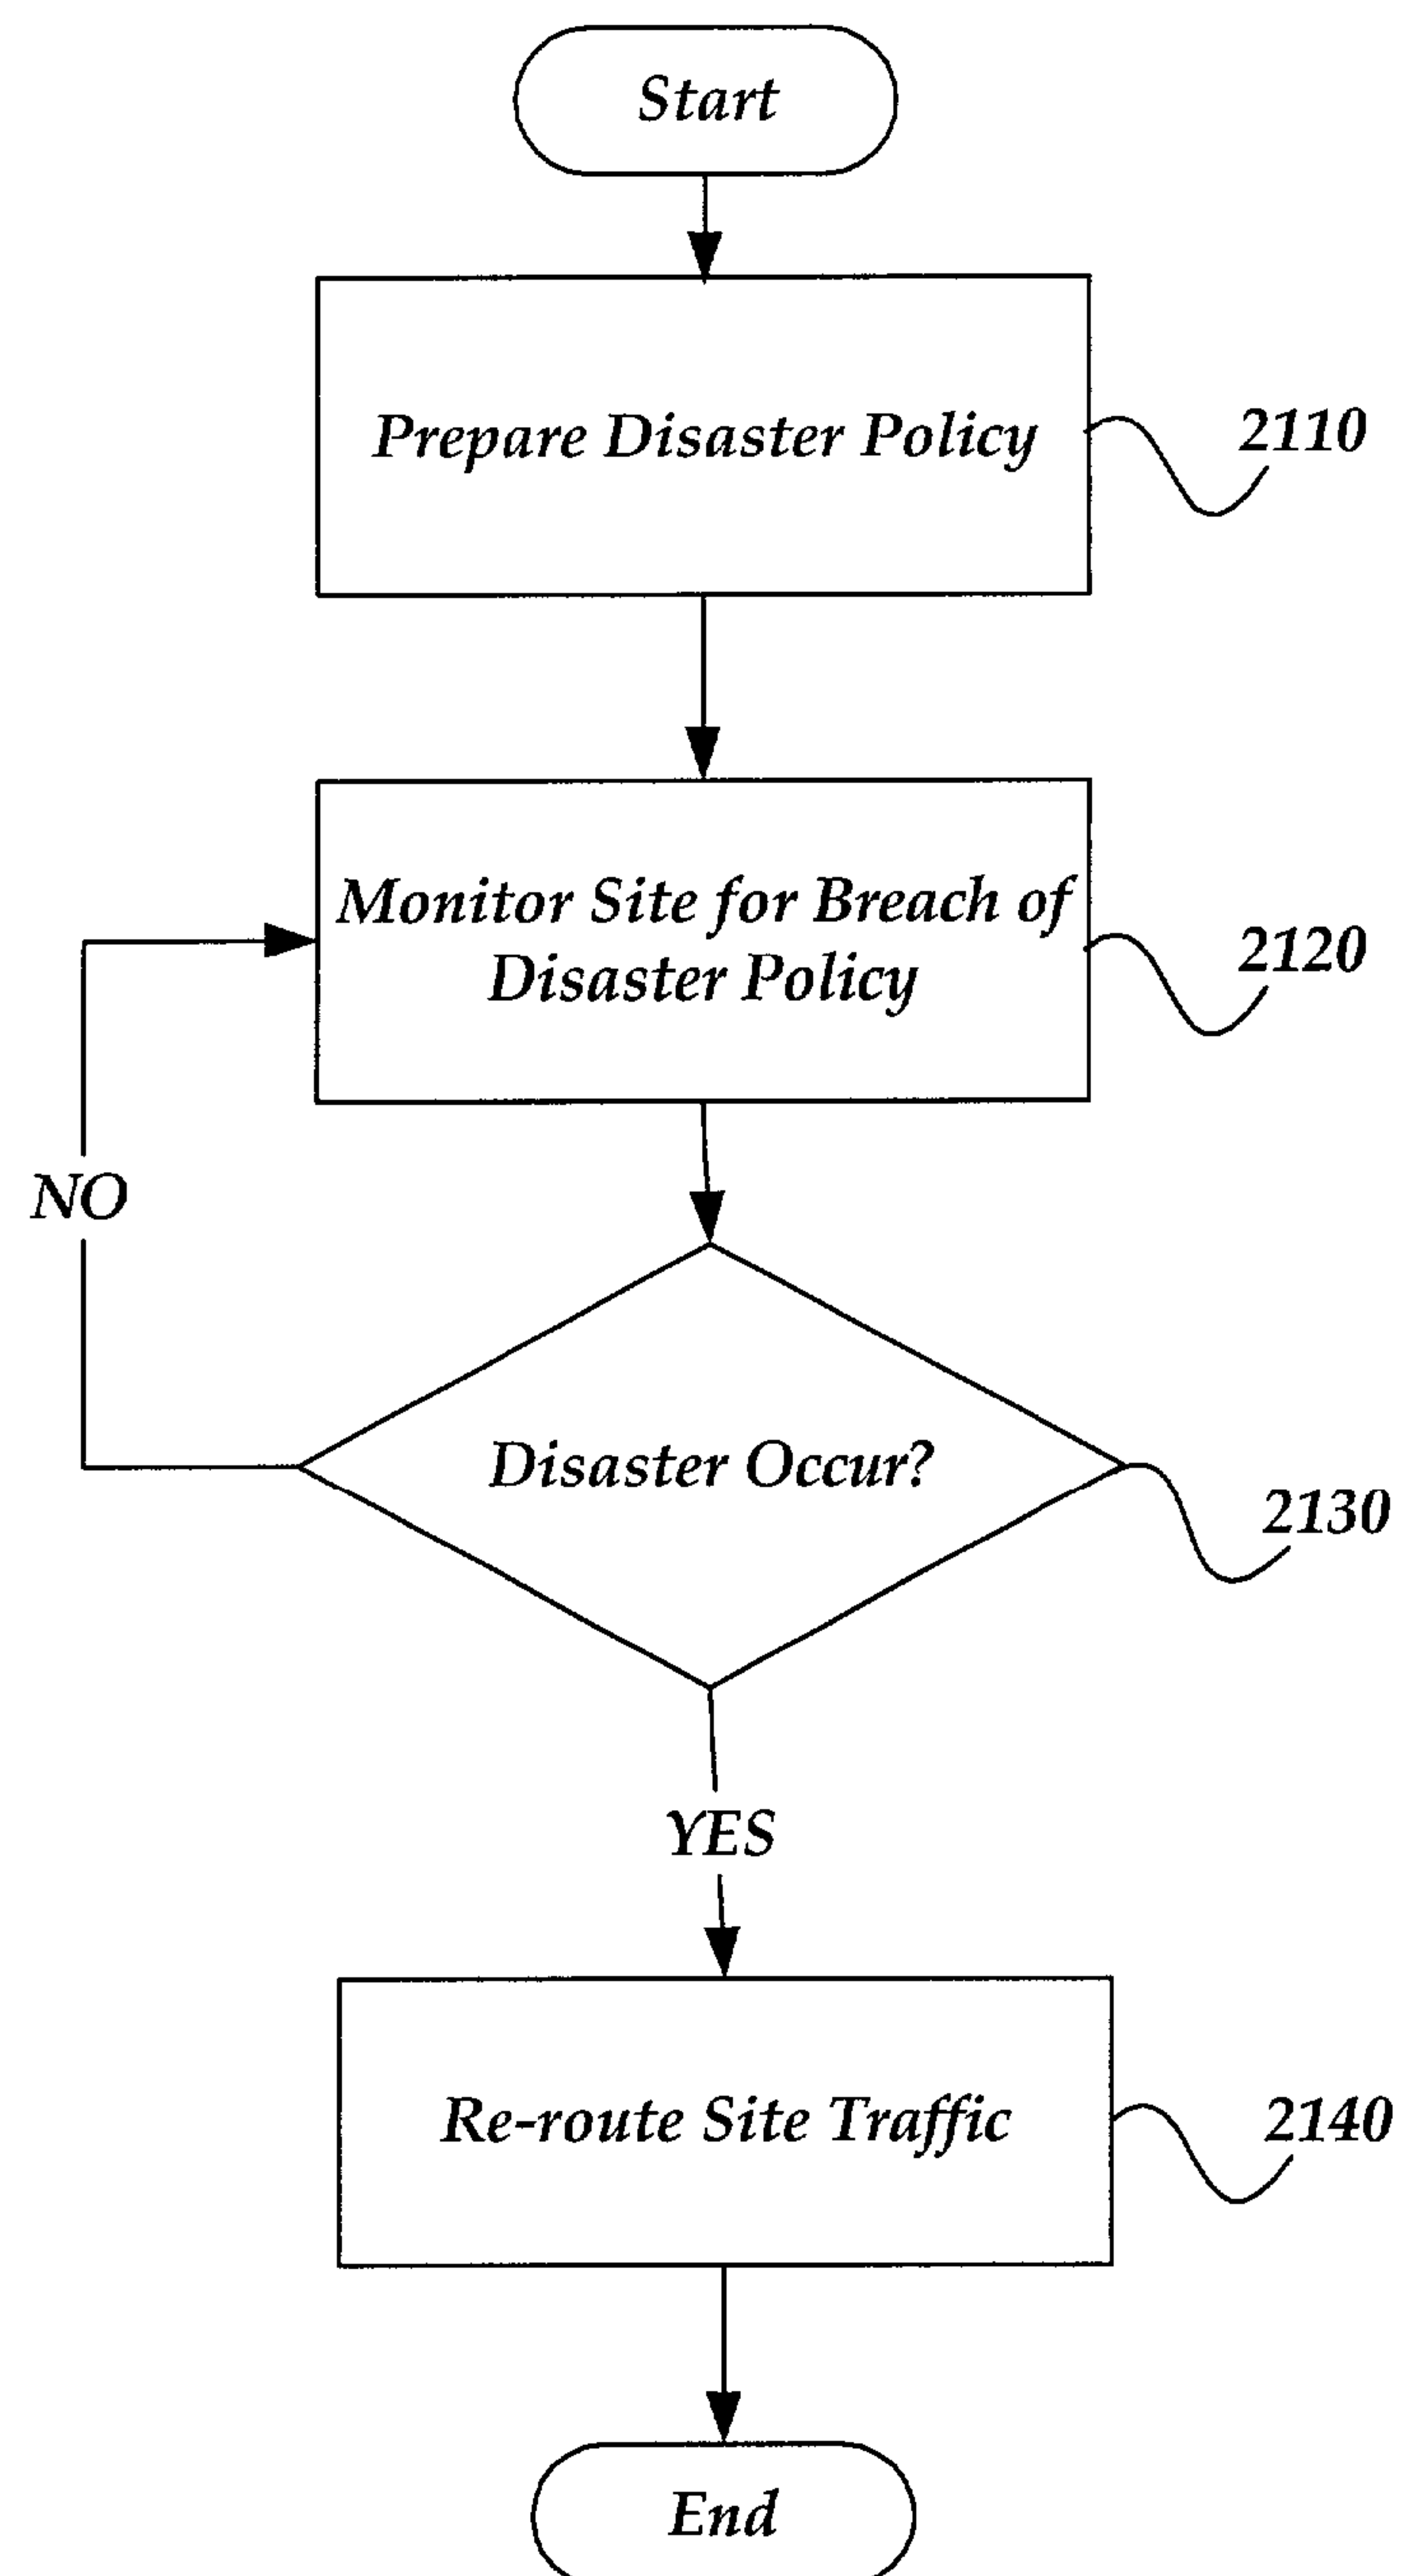 Start
Prepare Disaster Policy
2110
Monitor Site for Breach of
Disaster Policy
2120
NO
Disaster Occur?
2130
YES
Re-route Site Traffic
2140
End